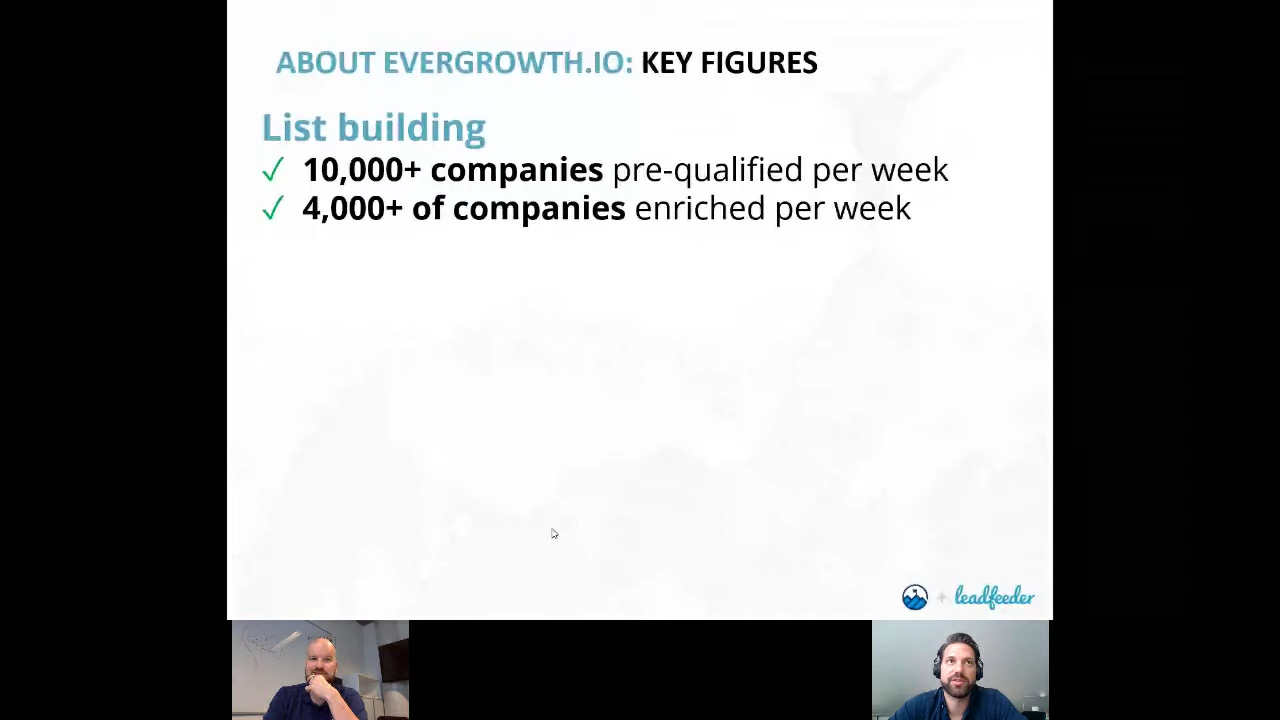 ABOUT EVERGROWTH.IO: KEY FIGURES
List building
✓ 10,000+ companies pre-qualified per week
✓ 4,000+ of companies enriched per week
+ leadfeeder